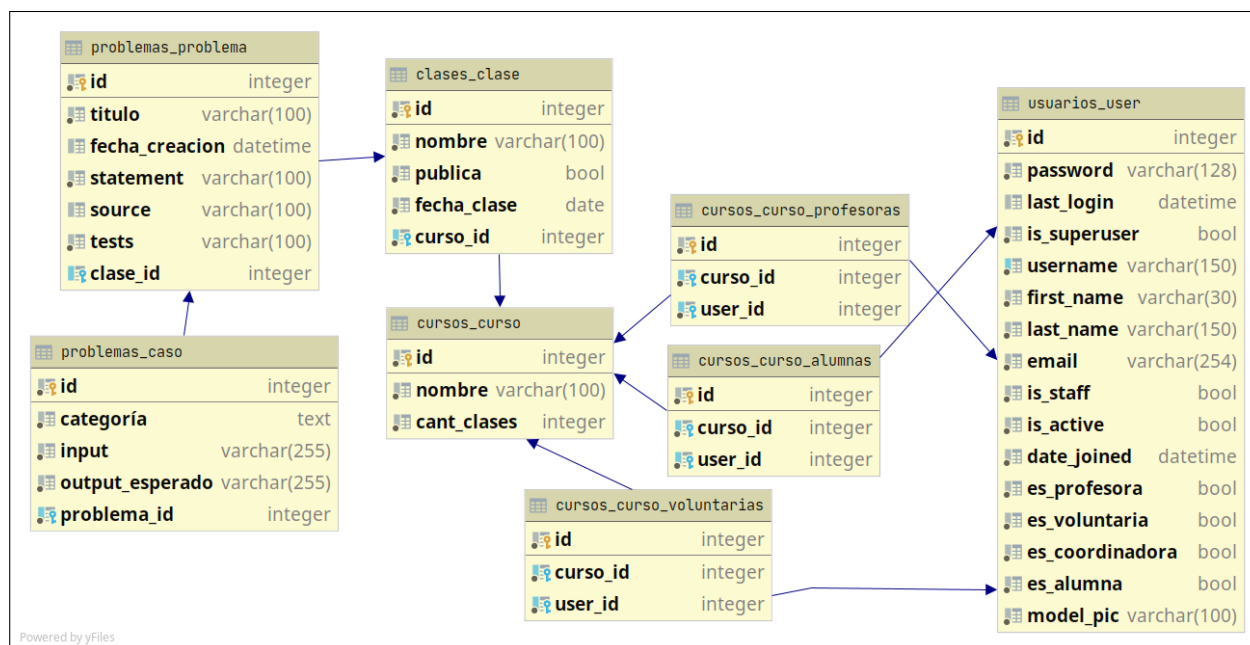 problemas_problema
id integer
titulo varchar(100)
fecha_creacion datetime
statement varchar(100)
source varchar(100)
tests varchar(100)
clase_id integer
problemas_caso
id integer
categoría text
input varchar(255)
output_esperado varchar(255)
problema_id integer
clases_clase
id integer
nombre varchar(100)
publica bool
fecha_clase date
curso_id integer
cursos_curso
id integer
nombre varchar(100)
cant_clases integer
cursos_curso_profesoras
id integer
curso_id integer
user_id integer
cursos_curso_alumnas
id integer
curso_id integer
user_id integer
cursos_curso_voluntarias
id integer
curso_id integer
user_id integer
usuarios_user
id integer
password varchar(128)
last_login datetime
is_superuser bool
username varchar(150)
first_name varchar(30)
last_name varchar(150)
email varchar(254)
is_staff bool
is_active bool
date_joined datetime
es_profesora bool
es_voluntaria bool
es_coordinadora bool
es_alumna bool
model_pic varchar(100)
Powered by yFiles